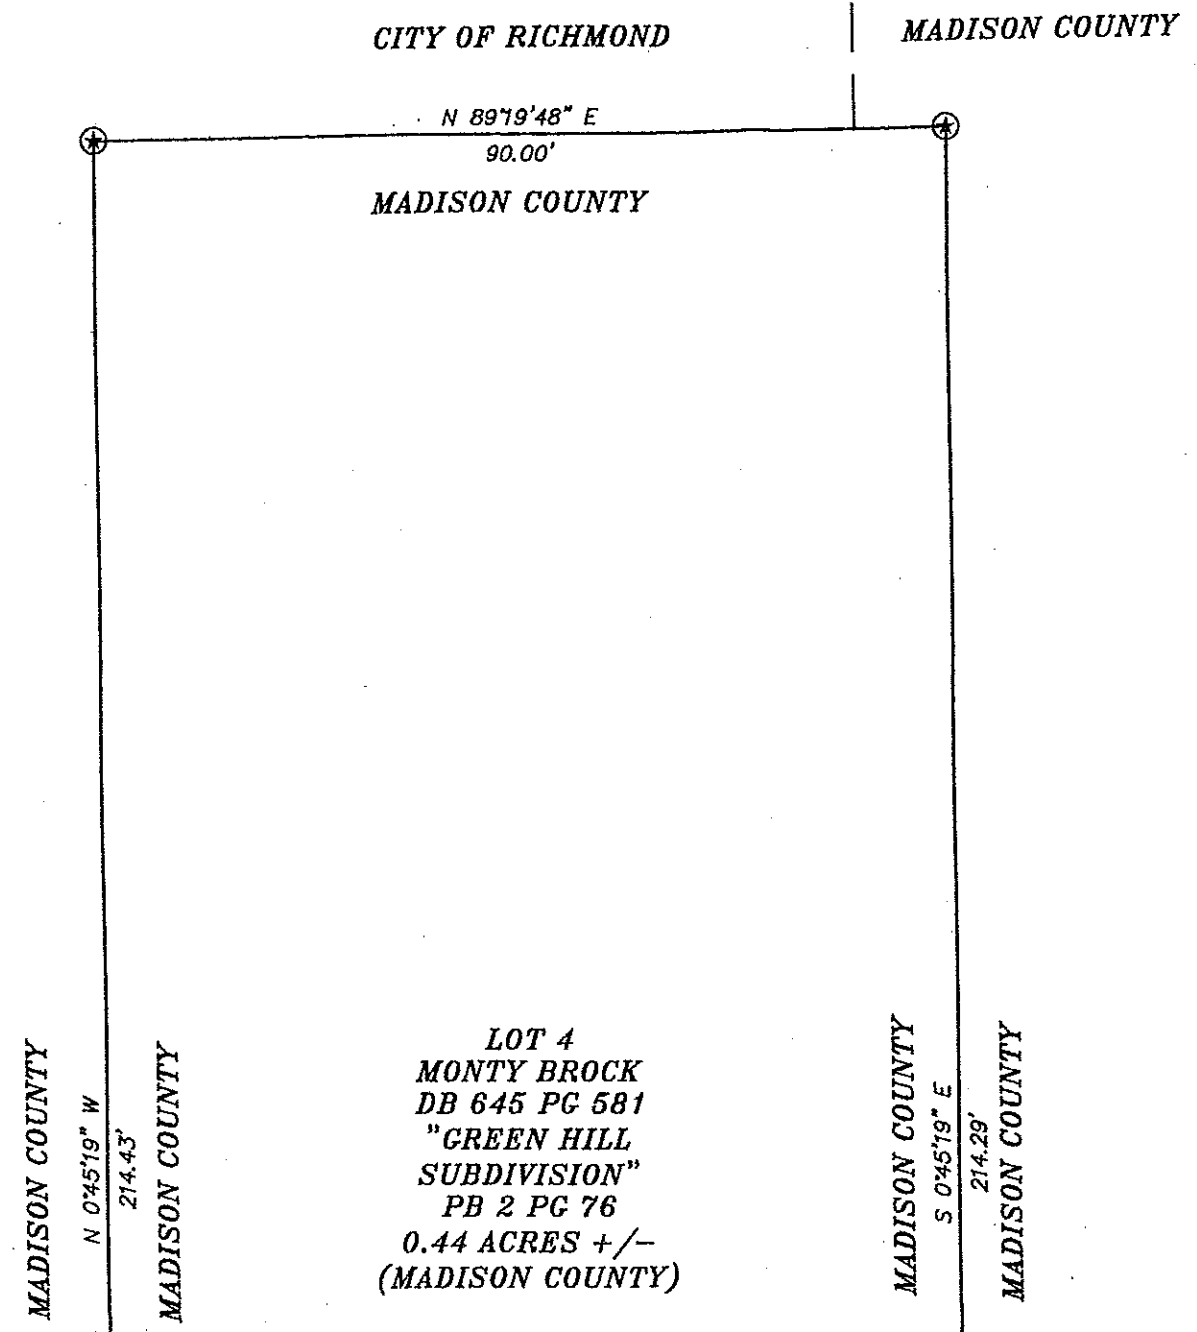 CITY OF RICHMOND
MADISON COUNTY
N 89°19'48" E
90.00'
MADISON COUNTY
MADISON COUNTY
N 0°45'19" W
214.43'
MADISON COUNTY
LOT 4
MONTY BROCK
DB 645 PG 581
"GREEN HILL
SUBDIVISION"
PB 2 PG 76
0.44 ACRES +/-
(MADISON COUNTY)
MADISON COUNTY
S 0°45'19" E
214.29'
MADISON COUNTY